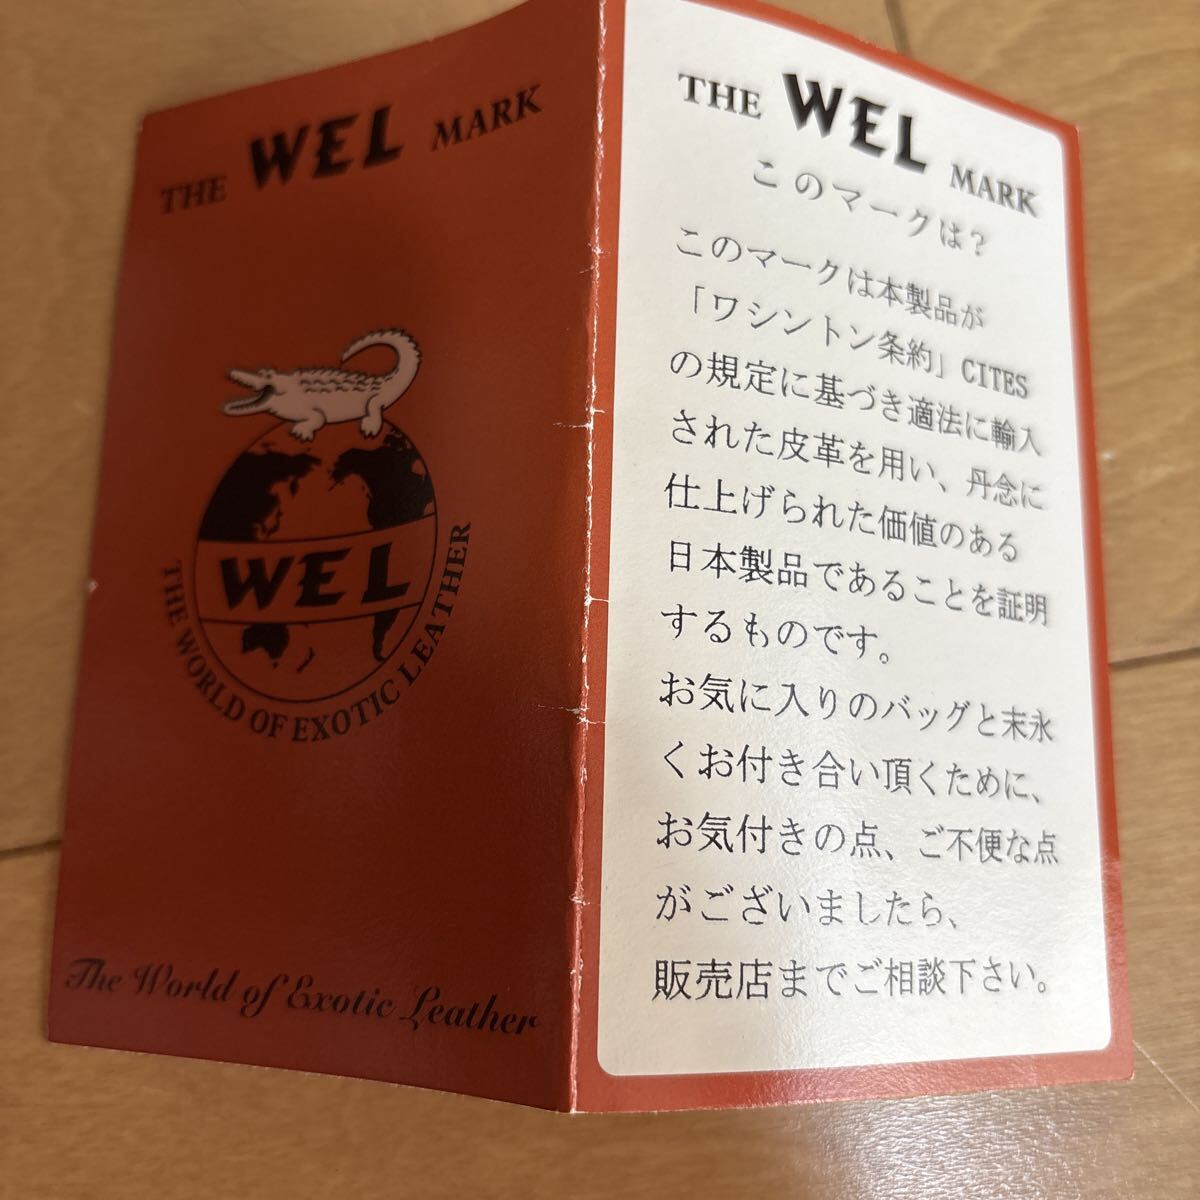 THE WEL MARK
WEL
THE WORLD OF EXOTIC LEATHER
The World of Exotic Leather
THE WEL MARK
このマークは？
このマークは本製品が
「ワシントン条約」CITES
の規定に基づき適法に輸入
された皮革を用い、丹念に
仕上げられた価値のある
日本製品であることを証明
するものです。
お気に入りのバッグと末永
くお付き合い頂くために、
お気付きの点、ご不便な点
がございましたら、
販売店までご相談下さい。